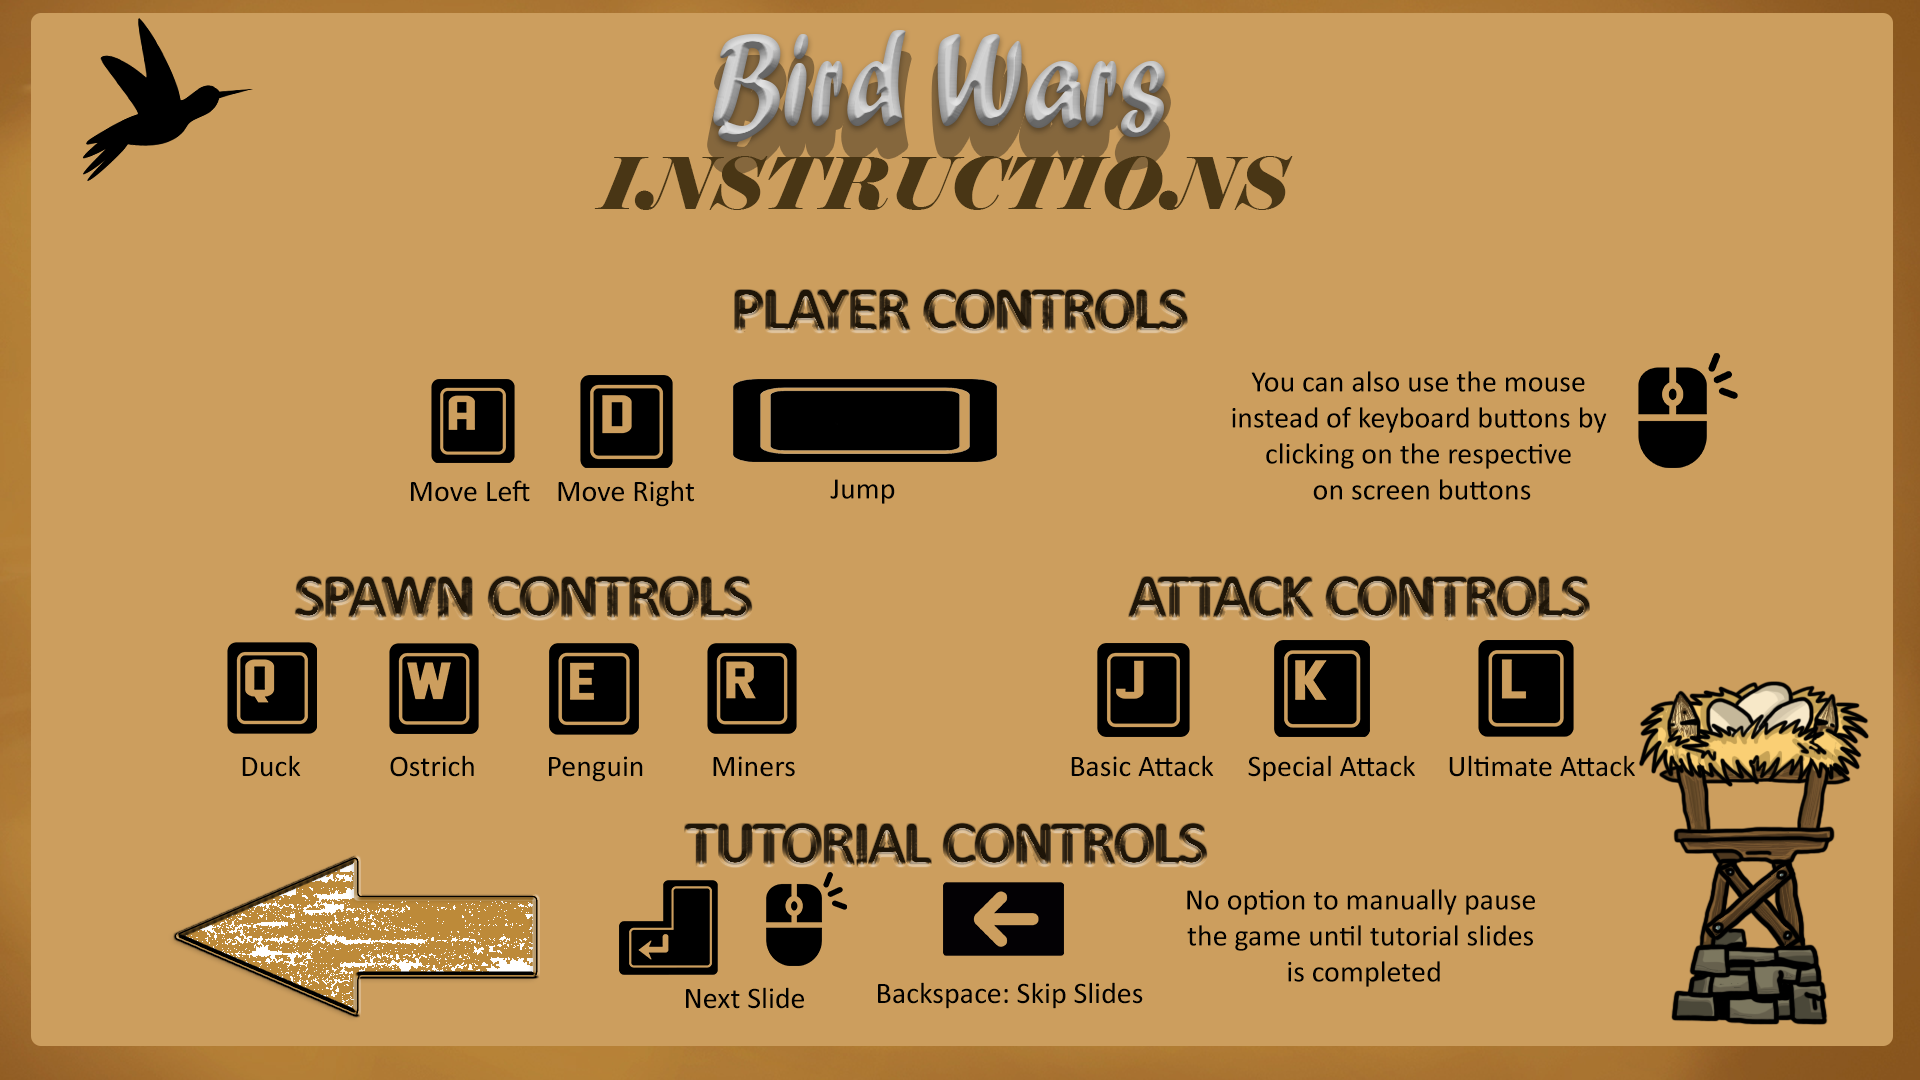 Bird Wars
INSTRUCTIONS
PLAYER CONTROLS
A D
Move Left Move Right Jump
You can also use the mouse
instead of keyboard buttons by
clicking on the respective
on screen buttons
SPAWN CONTROLS
Q W E R
Duck Ostrich Penguin Miners
ATTACK CONTROLS
J K L
Basic Attack Special Attack Ultimate Attack
TUTORIAL CONTROLS
Next Slide Backspace: Skip Slides
No option to manually pause
the game until tutorial slides
is completed